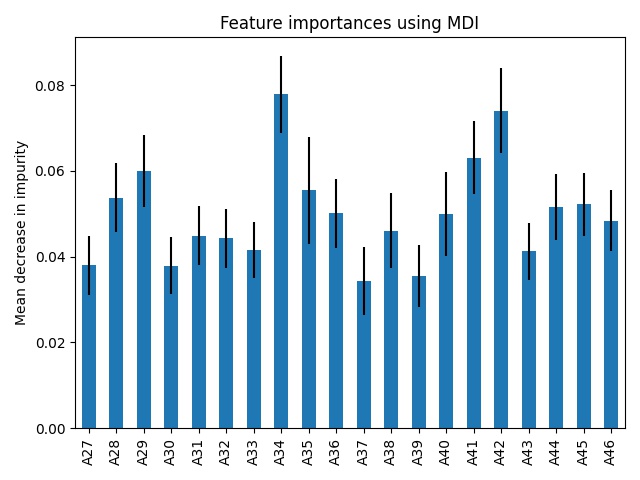 Feature importances using MDI
Mean decrease in impurity
0.08
0.06
0.04
0.02
0.00
A27
A28
A29
A30
A31
A32
A33
A34
A35
A36
A37
A38
A39
A40
A41
A42
A43
A44
A45
A46